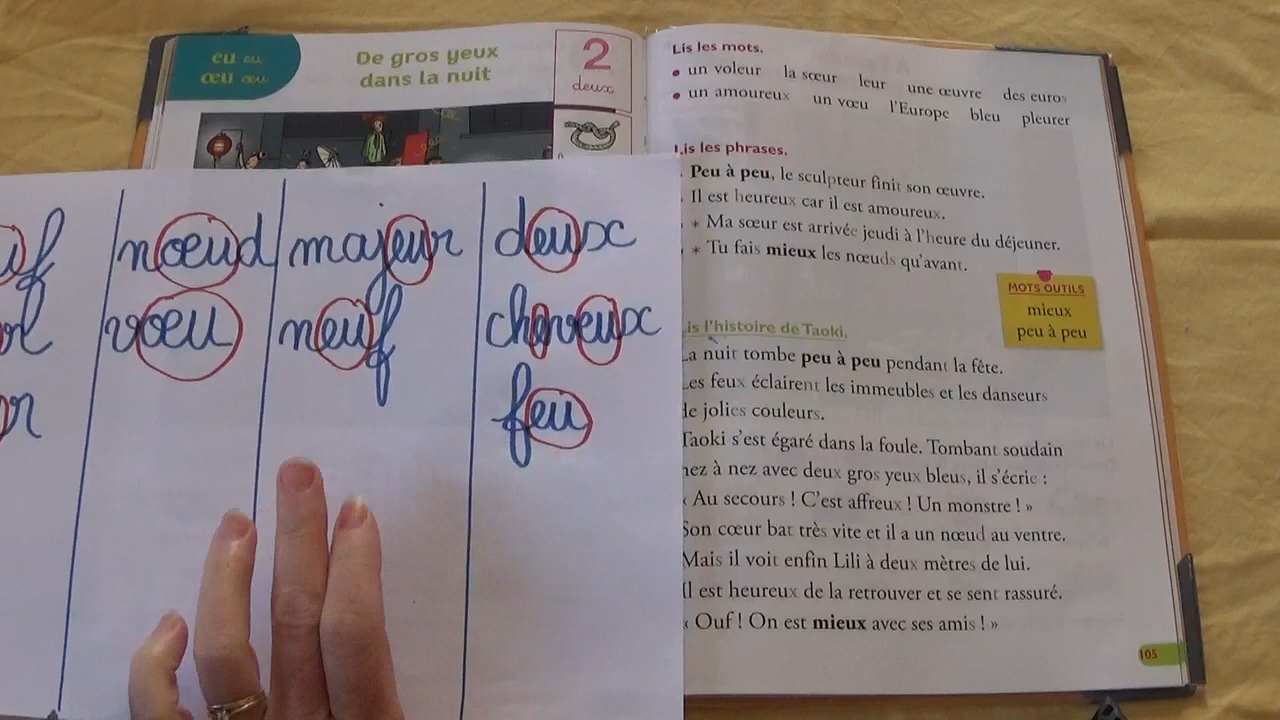 eu eu
œu œu
De gros yeux
dans la nuit
2
deux
nœud majeur deux
vœu neuf cheveux
feu
Lis les mots.
• un voleur la sœur leur une œuvre des euros
• un amoureux un vœu l'Europe bleu pleurer
Lis les phrases.
Peu à peu, le sculpteur finit son œuvre.
Il est heureux car il est amoureux.
* Ma sœur est arrivée jeudi à l'heure du déjeuner.
* Tu fais mieux les nœuds qu'avant.
MOTS OUTILS
mieux
peu à peu
Lis l'histoire de Taoki.
La nuit tombe peu à peu pendant la fête.
Les feux éclairent les immeubles et les danseurs
de jolies couleurs.
Taoki s'est égaré dans la foule. Tombant soudain
nez à nez avec deux gros yeux bleus, il s'écrie :
« Au secours ! C'est affreux ! Un monstre ! »
Son cœur bat très vite et il a un nœud au ventre.
Mais il voit enfin Lili à deux mètres de lui.
Il est heureux de la retrouver et se sent rassuré.
« Ouf ! On est mieux avec ses amis ! »
105